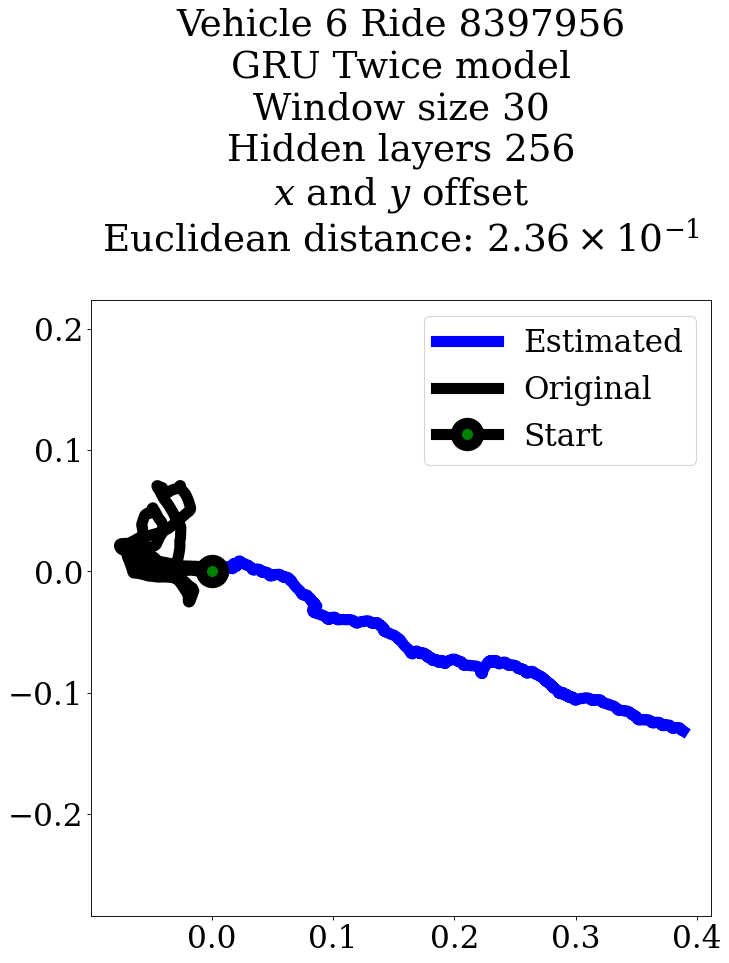 Vehicle 6 Ride 8397956
GRU Twice model
Window size 30
Hidden layers 256
x and y offset
Euclidean distance: 2.36 × 10⁻¹
Estimated
Original
Start
0.2
0.1
0.0
−0.1
−0.2
0.0 0.1 0.2 0.3 0.4